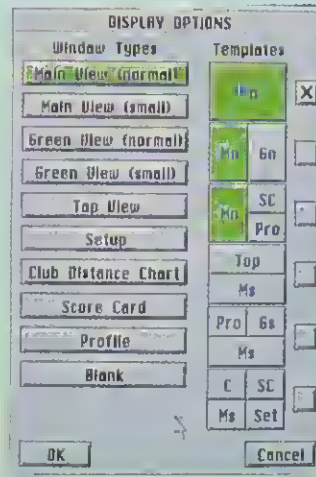 DISPLAY OPTIONS
Window Types
Templates
Main View (normal)
Main View (small)
Green View (normal)
Green View (small)
Top View
Setup
Club Distance Chart
Score Card
Profile
Blank
Mn
X
Mn Gn
Mn SC
Pro
Top
Ms
Pro Gs
Ms
C SC
Ms Set
OK
Cancel